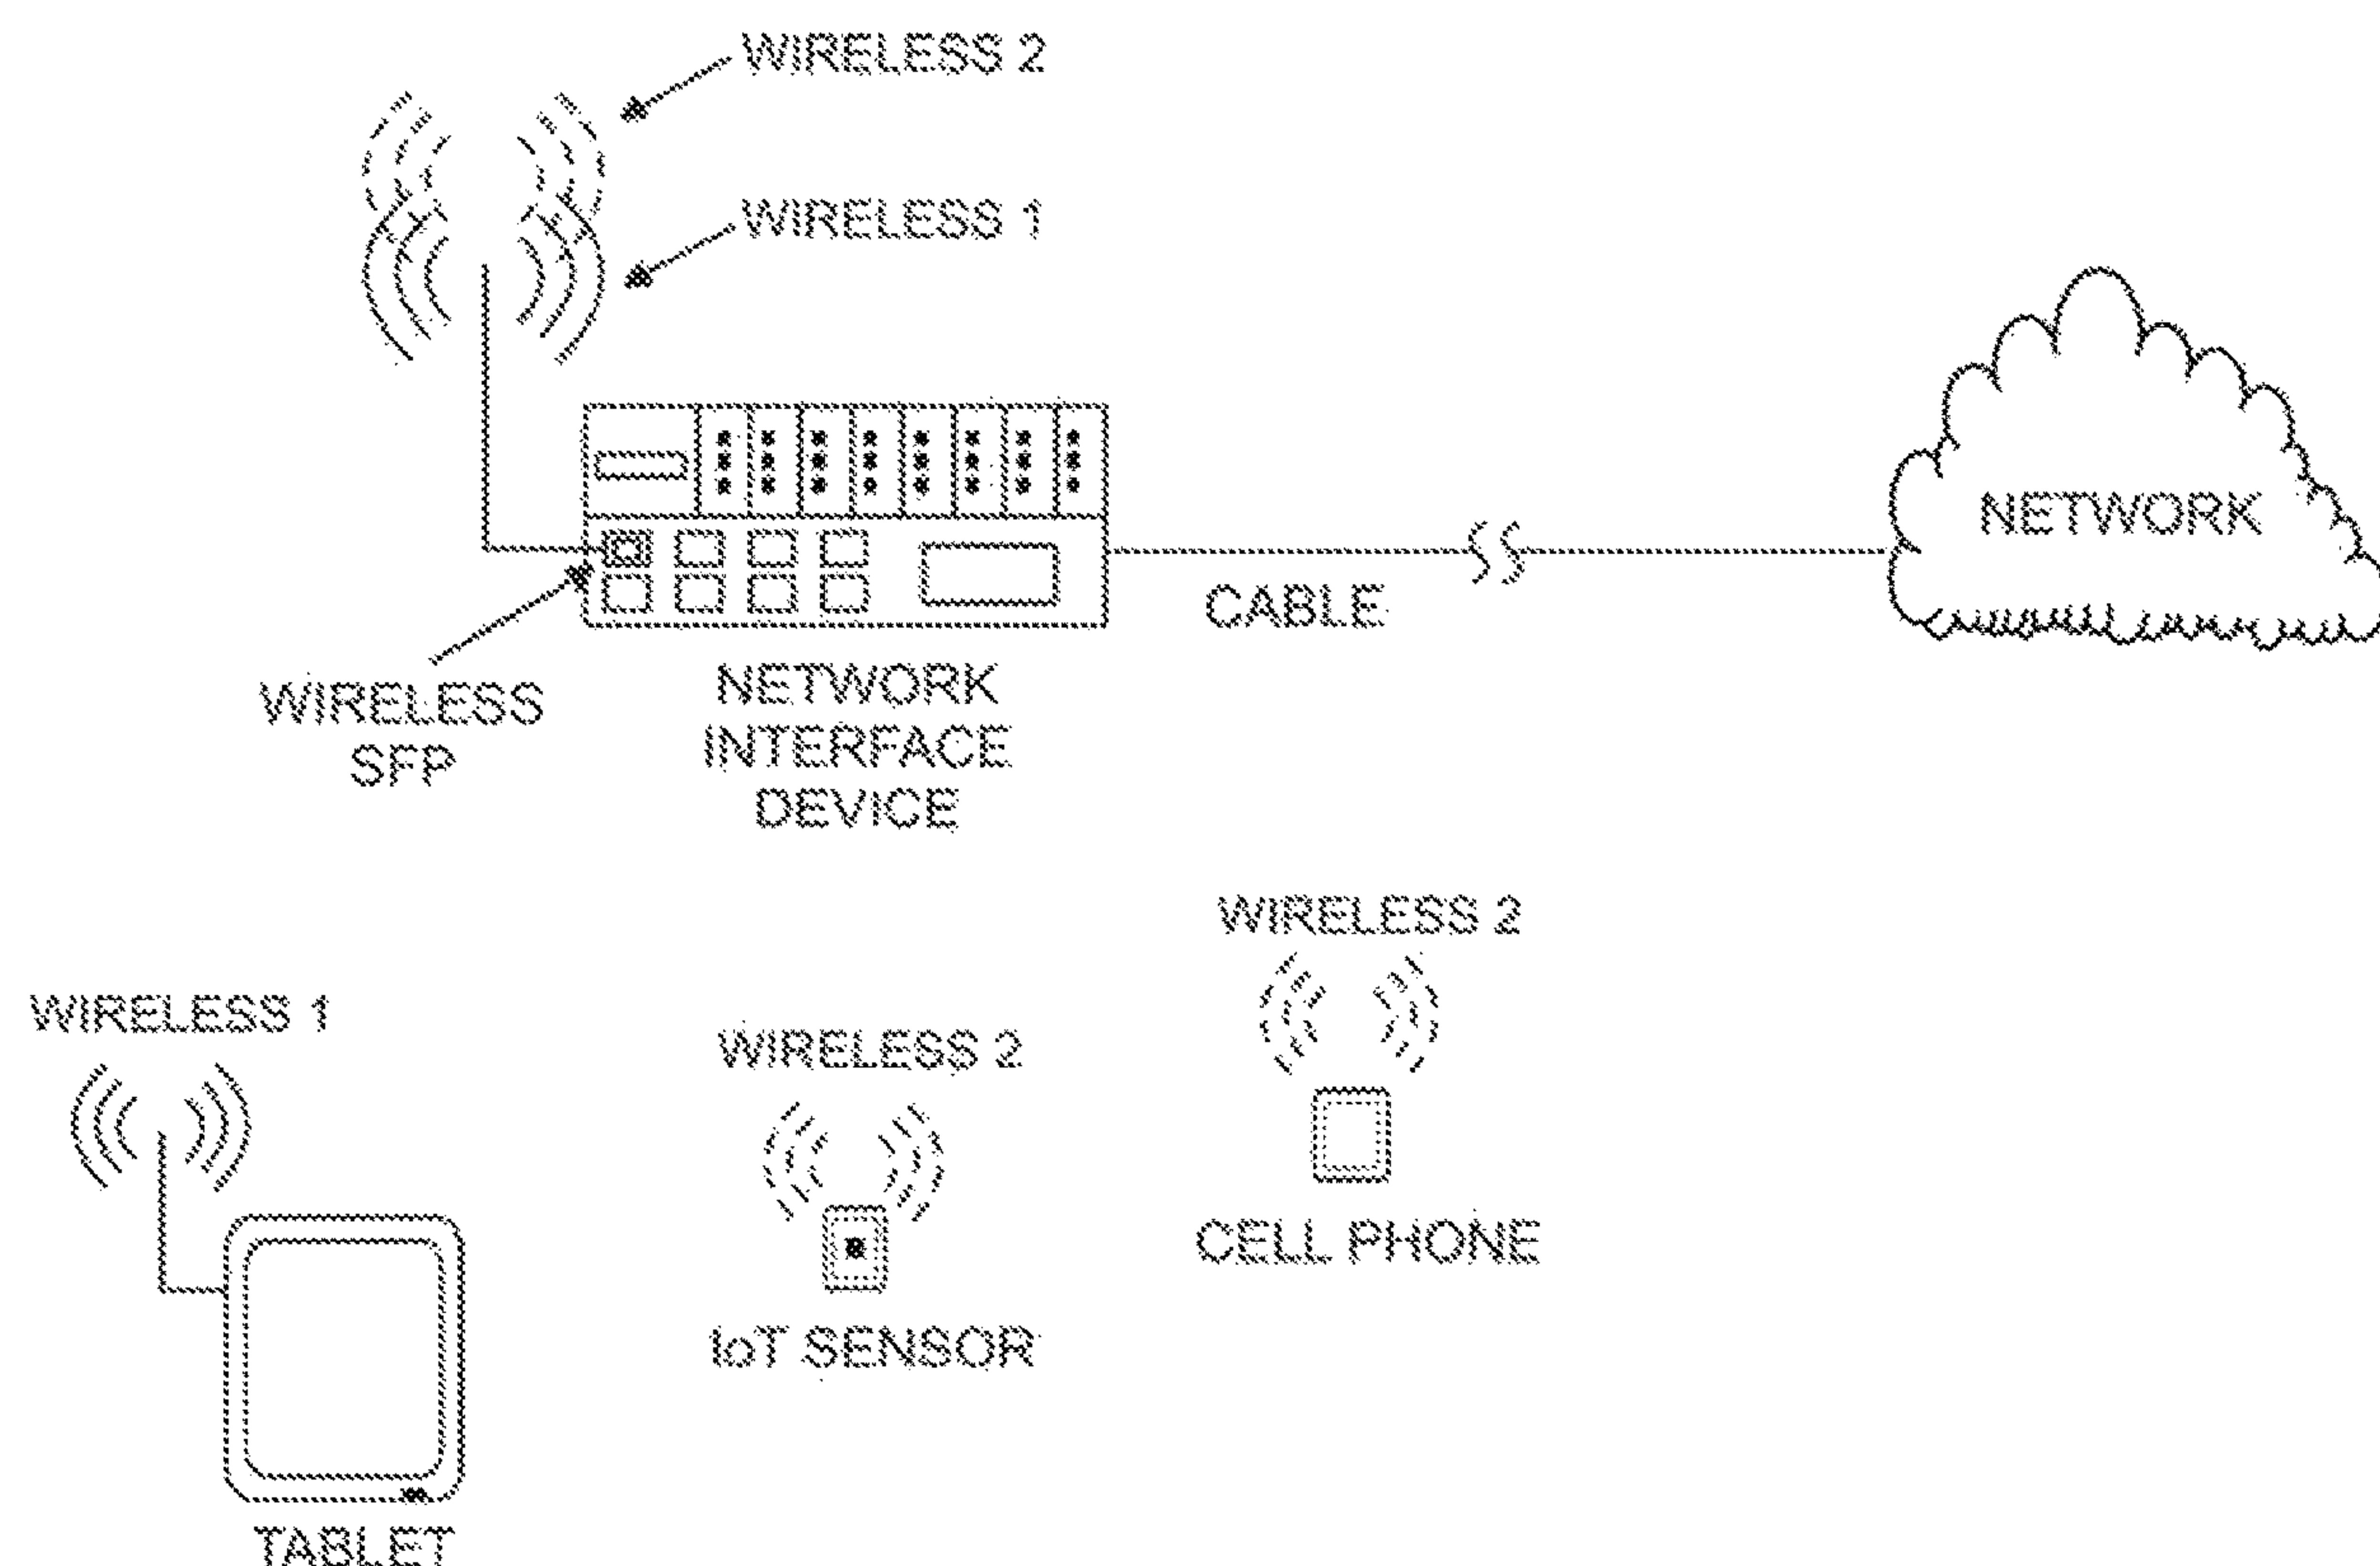 WIRELESS 2
WIRELESS 1
NETWORK
CABLE
WIRELESS
SFP
NETWORK
INTERFACE
DEVICE
WIRELESS 2
WIRELESS 1
WIRELESS 2
CELL PHONE
IoT SENSOR
TABLET